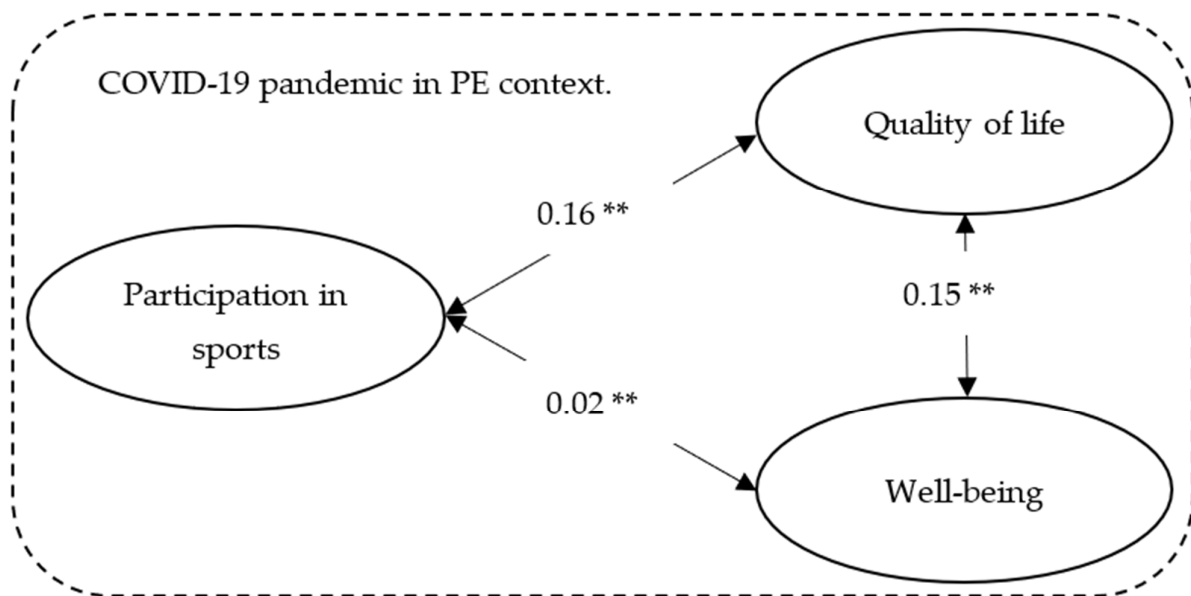 COVID-19 pandemic in PE context.
Quality of life
0.16 **
Participation in
sports
0.15 **
0.02 **
Well-being